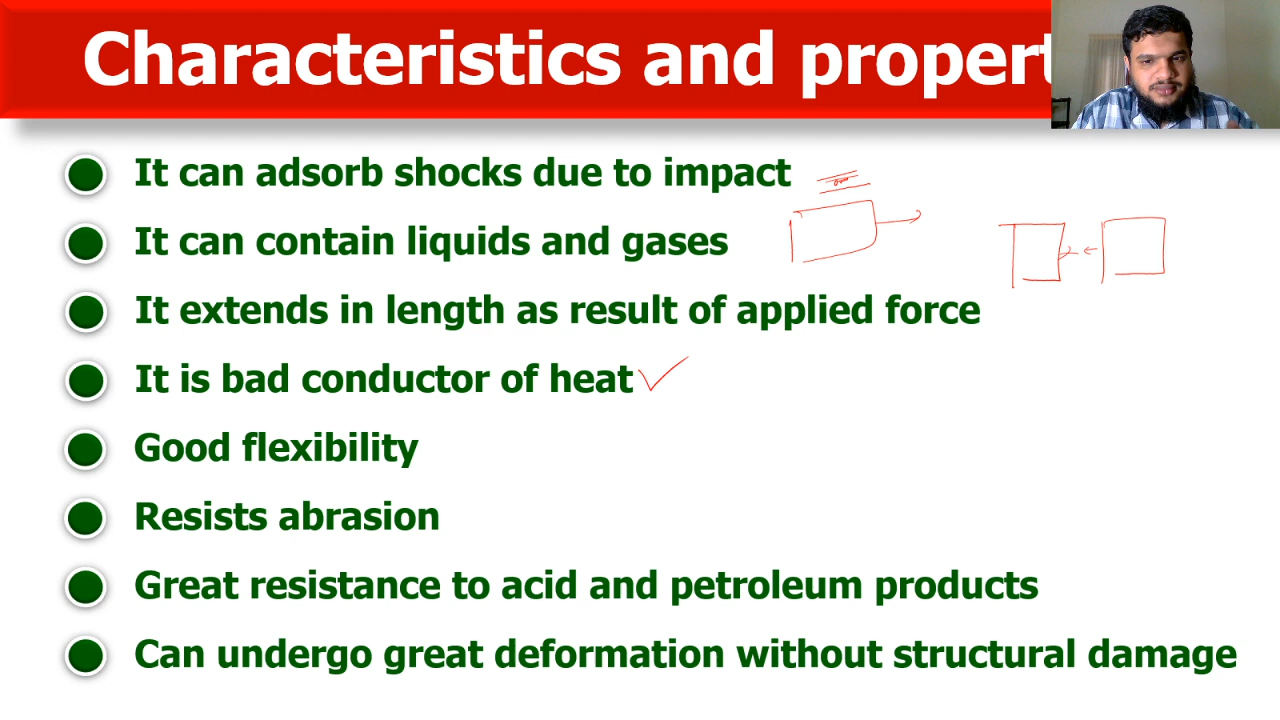 Characteristics and propert
It can adsorb shocks due to impact
It can contain liquids and gases
It extends in length as result of applied force
It is bad conductor of heat
Good flexibility
Resists abrasion
Great resistance to acid and petroleum products
Can undergo great deformation without structural damage